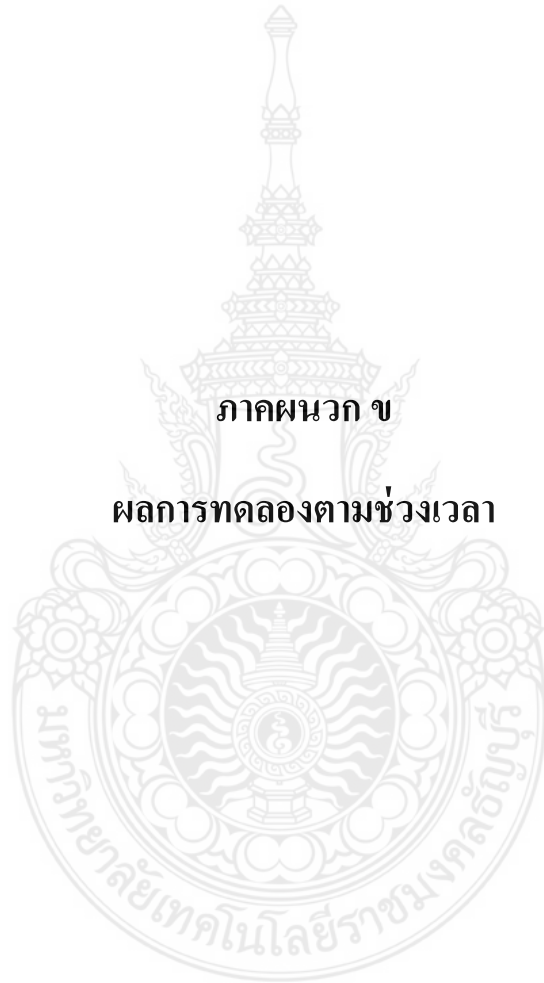 ภาคผนวก ข
ผลการทดลองตามช่วงเวลา
มหาวิทยาลัยเทคโนโลยีราชมงคลธัญบุรี